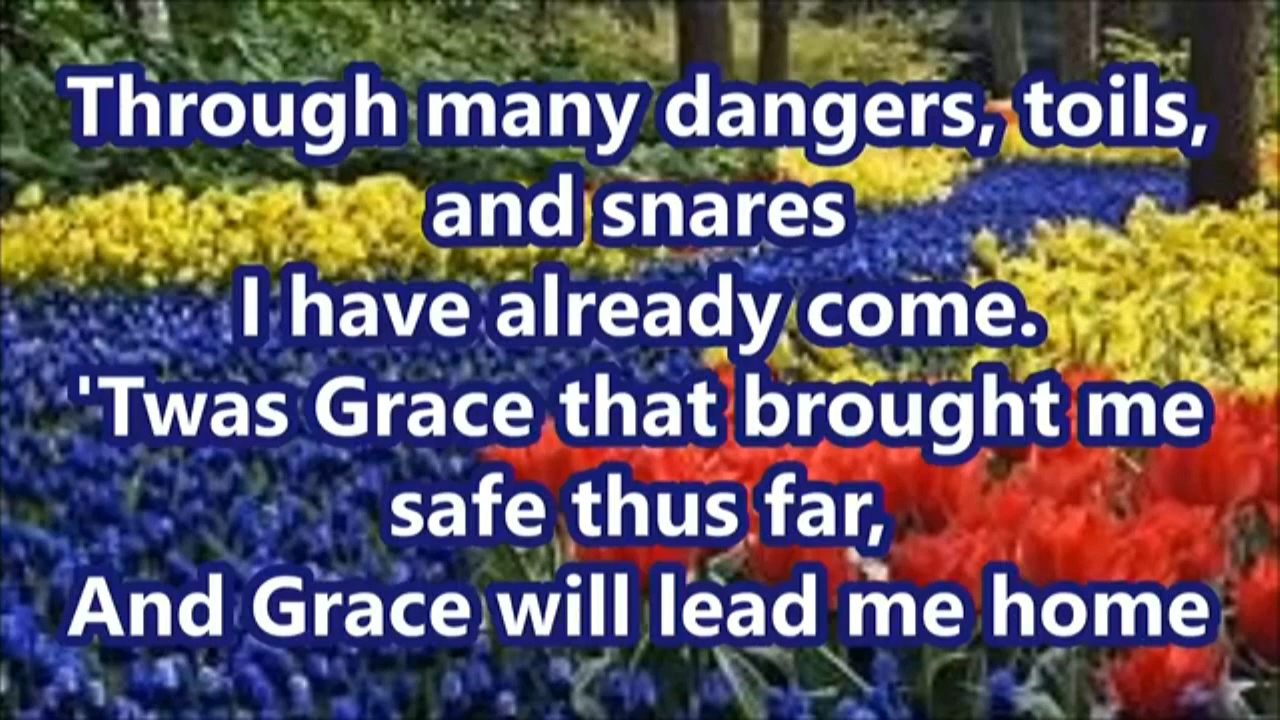 Through many dangers, toils,
and snares
I have already come.
'Twas Grace that brought me
safe thus far,
And Grace will lead me home